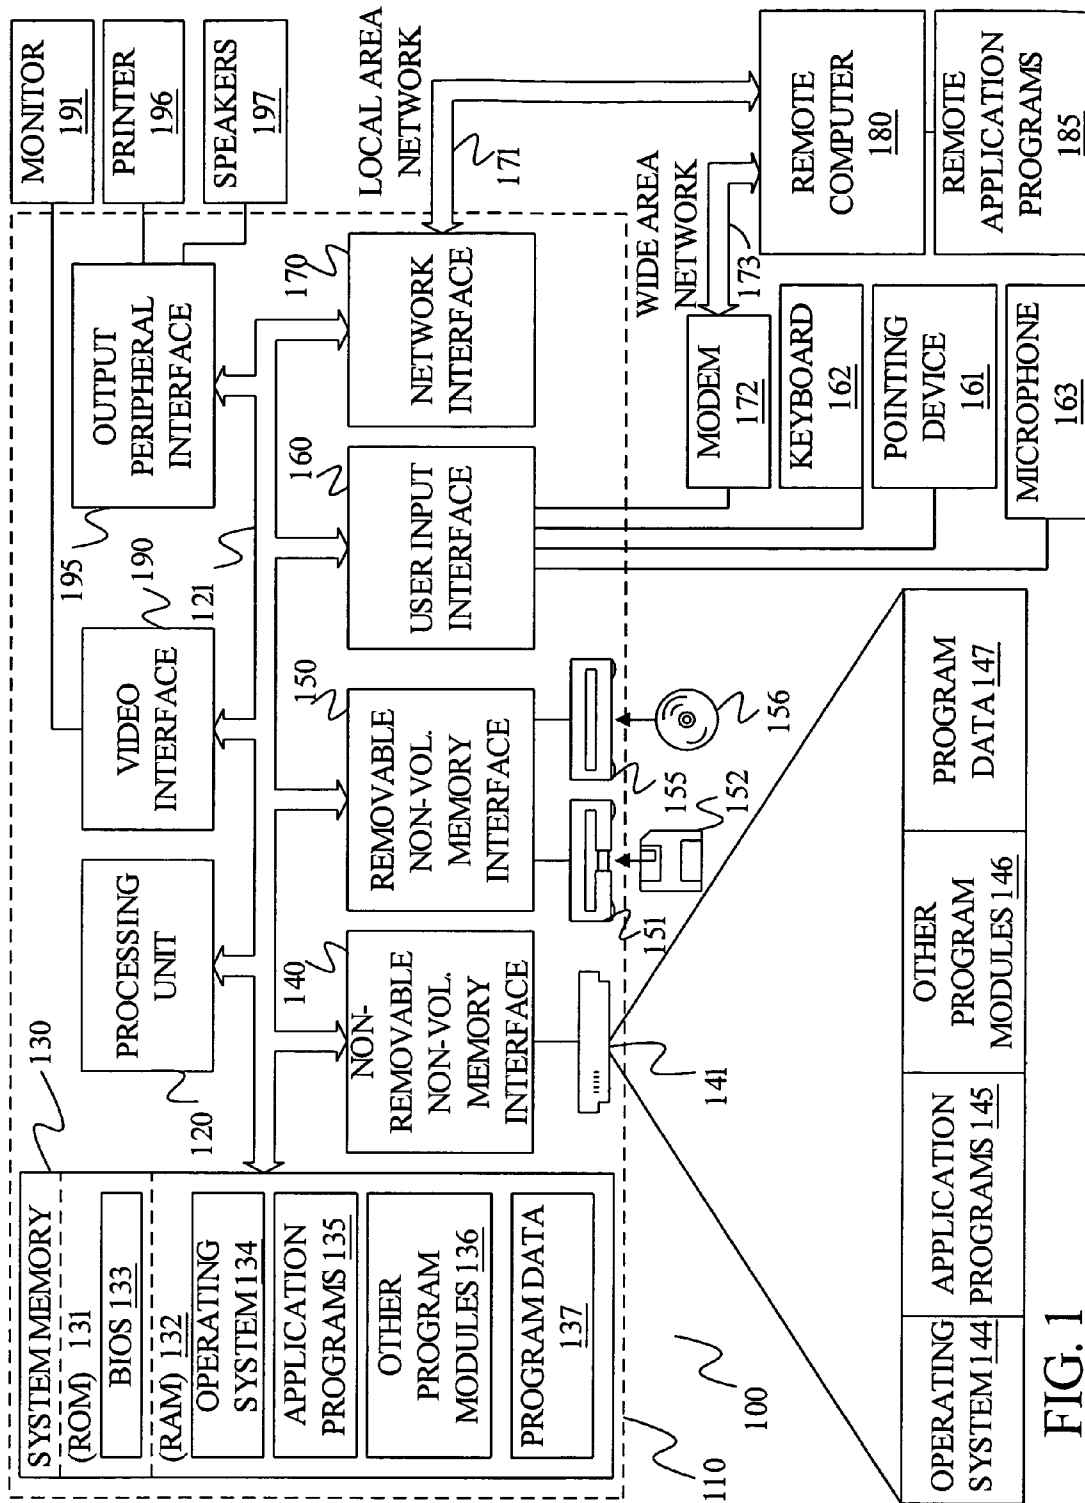 SYSTEM MEMORY
(ROM) 131
BIOS 133
(RAM) 132
OPERATING
SYSTEM 134
APPLICATION
PROGRAMS 135
OTHER
PROGRAM
MODULES 136
PROGRAM DATA
137
130
PROCESSING
UNIT
120
VIDEO
INTERFACE
190
121
OUTPUT
PERIPHERAL
INTERFACE
195
MONITOR
191
PRINTER
196
SPEAKERS
197
NON-
REMOVABLE
NON-VOL.
MEMORY
INTERFACE
140
REMOVABLE
NON-VOL.
MEMORY
INTERFACE
150
USER INPUT
INTERFACE
160
NETWORK
INTERFACE
170
LOCAL AREA
NETWORK
171
WIDE AREA
NETWORK
173
141
151
152
155
156
MODEM
172
KEYBOARD
162
POINTING
DEVICE
161
MICROPHONE
163
REMOTE
COMPUTER
180
REMOTE
APPLICATION
PROGRAMS
185
110
100
OPERATING
SYSTEM 144
APPLICATION
PROGRAMS 145
OTHER
PROGRAM
MODULES 146
PROGRAM
DATA 147
FIG. 1